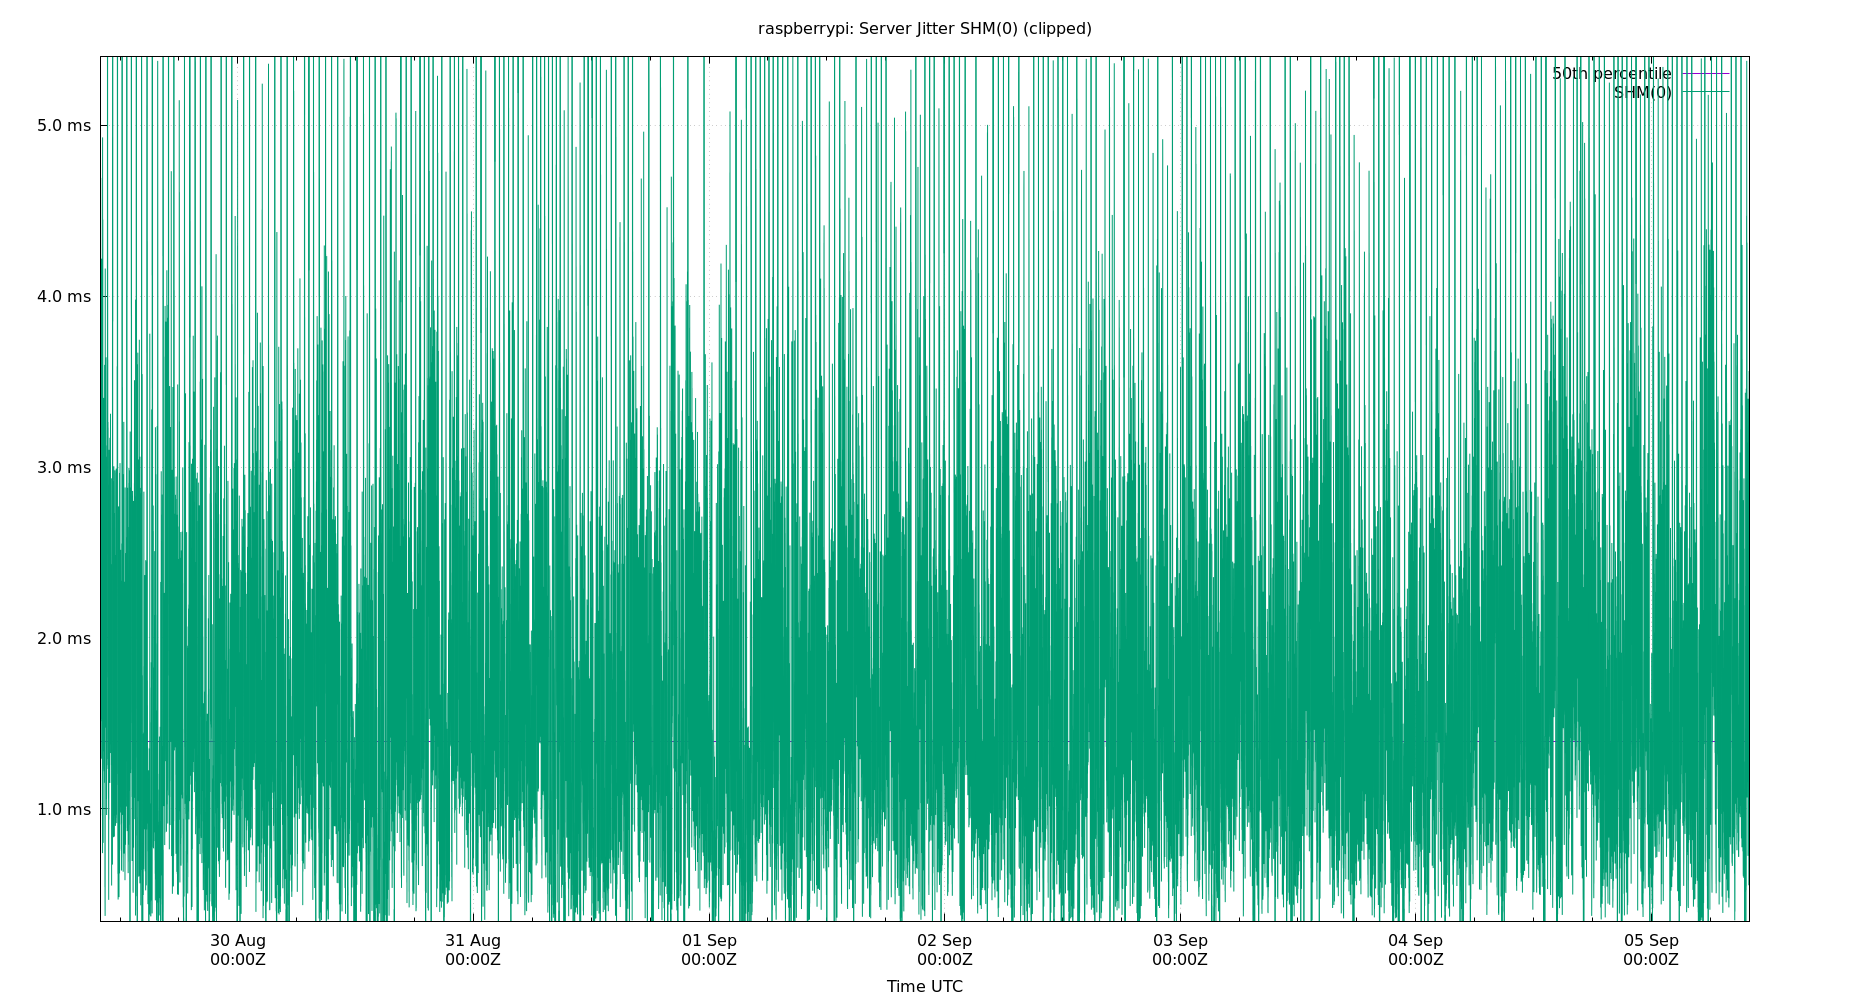 raspberrypi: Server Jitter SHM(0) (clipped)
50th percentile
SHM(0)
5.0 ms
4.0 ms
3.0 ms
2.0 ms
1.0 ms
30 Aug 31 Aug 01 Sep 02 Sep 03 Sep 04 Sep 05 Sep
00:00Z 00:00Z 00:00Z 00:00Z 00:00Z 00:00Z 00:00Z
Time UTC